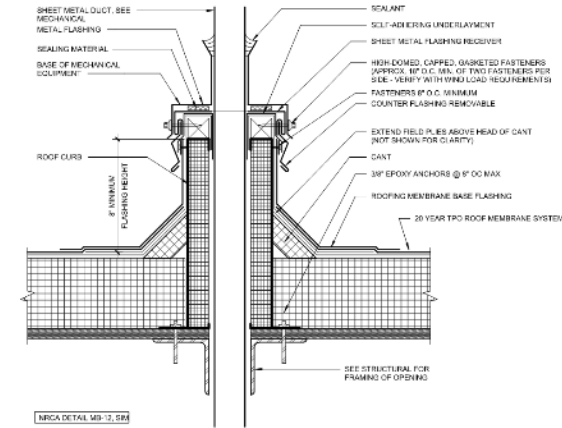 SHEET METAL DUCT, SEE
MECHANICAL
METAL FLASHING
SEALING MATERIAL
BASE OF MECHANICAL
EQUIPMENT
ROOF CURB
8" MINIMUM
FLASHING HEIGHT
NRCA DETAIL MB-12, SIM
SEALANT
SELF-ADHERING UNDERLAYMENT
SHEET METAL FLASHING RECEIVER
HIGH-DOMED, CAPPED, GASKETED FASTENERS
(APPROX. 18" O.C. MIN. OF TWO FASTENERS PER
SIDE - VERIFY WITH WIND LOAD REQUIREMENTS)
FASTENERS 8" O.C. MINIMUM
COUNTER FLASHING REMOVABLE
EXTEND FIELD PLIES ABOVE HEAD OF CANT
(NOT SHOWN FOR CLARITY)
CANT
3/8" EPOXY ANCHORS @ 6" OC MAX
ROOFING MEMBRANE BASE FLASHING
20 YEAR TPO ROOF MEMBRANE SYSTEM
SEE STRUCTURAL FOR
FRAMING OF OPENING